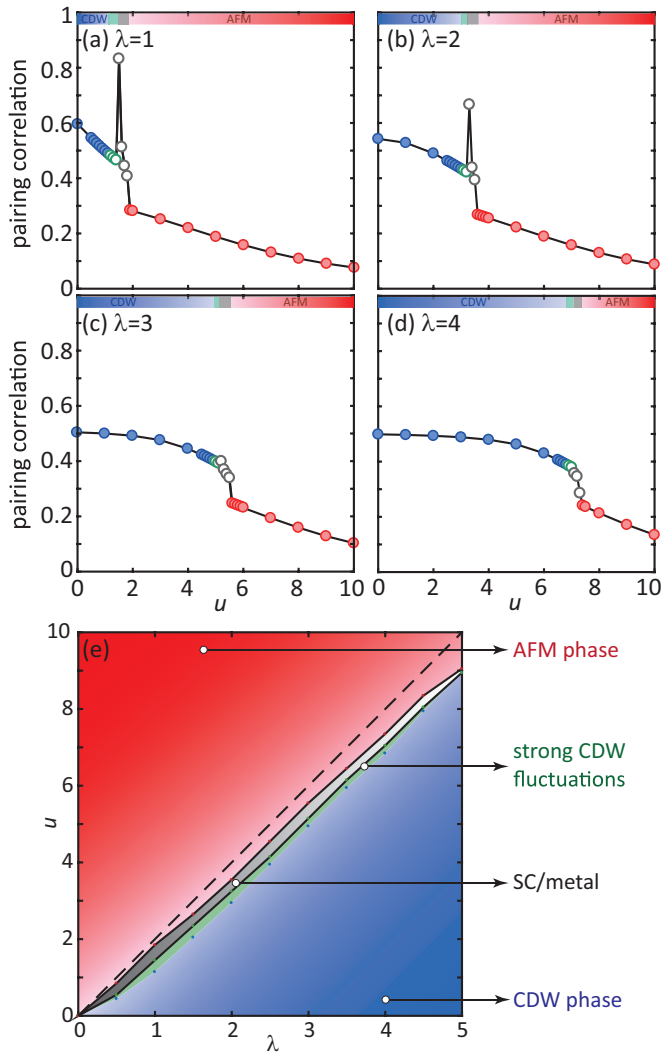 1
CDW
AFM
(a) λ=1
(b) λ=2
0.8
0.6
0.4
0.2
0
pairing correlation
CDW
AFM
0 2 4 6 8 10
CDW
AFM
(c) λ=3
(d) λ=4
0.8
0.6
0.4
0.2
0
pairing correlation
CDW
AFM
0 2 4 6 8 10
0 2 4 6 8 10
u
u
10
(e)
AFM phase
8
strong CDW
fluctuations
6
u
4
SC/metal
2
CDW phase
0
0 1 2 3 4 5
λ